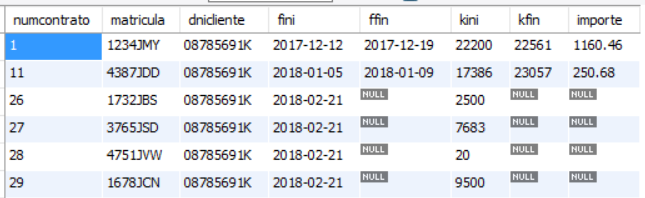 numcontrato matricula dnicliente fini ffin kini kfin importe
1 1234JMY 08785691K 2017-12-12 2017-12-19 22200 22561 1160.46
11 4387JDD 08785691K 2018-01-05 2018-01-09 17386 23057 250.68
26 1732JBS 08785691K 2018-02-21 NULL 2500 NULL NULL
27 3765JSD 08785691K 2018-02-21 NULL 7683 NULL NULL
28 4751JVW 08785691K 2018-02-21 NULL 20 NULL NULL
29 1678JCN 08785691K 2018-02-21 NULL 9500 NULL NULL